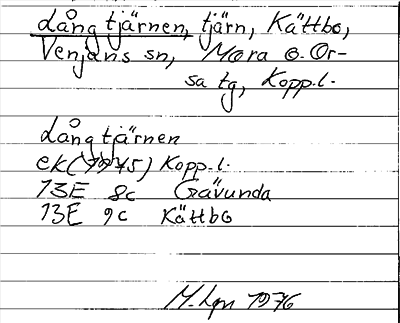 Långtjärnen, tjärn, Kättbo,
Venjans sn, Mora o. Or-
sa tg, Kopp.l.
Långtjärnen
ek (1975) Kopp.l.
13E 8c Gävunda
13E 9c Kättbo
M. Lgn 1976